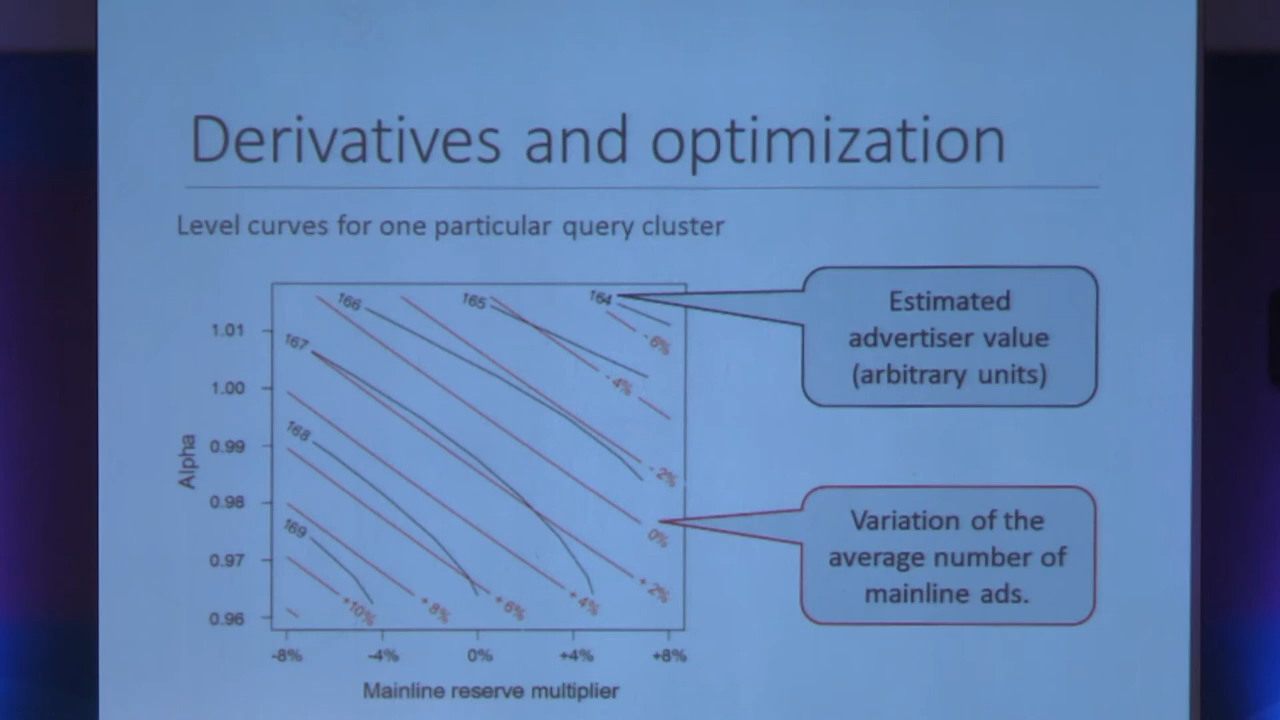 Derivatives and optimization
Level curves for one particular query cluster
166
165
164
1.01
167
- 6%
1.00
- 4%
168
0.99
- 2%
Alpha
0.98
169
0%
0.97
+ 2%
+10%
+ 8%
+ 6%
+ 4%
0.96
-8%
-4%
0%
+4%
+8%
Mainline reserve multiplier
Estimated
advertiser value
(arbitrary units)
Variation of the
average number of
mainline ads.